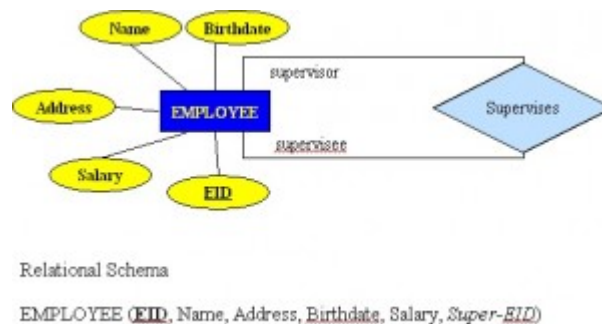 Name
Birthdate
supervisor
Address
EMPLOYEE
Supervises
supervisee
Salary
EID
Relational Schema
EMPLOYEE (EID, Name, Address, Birthdate, Salary, Super-EID)